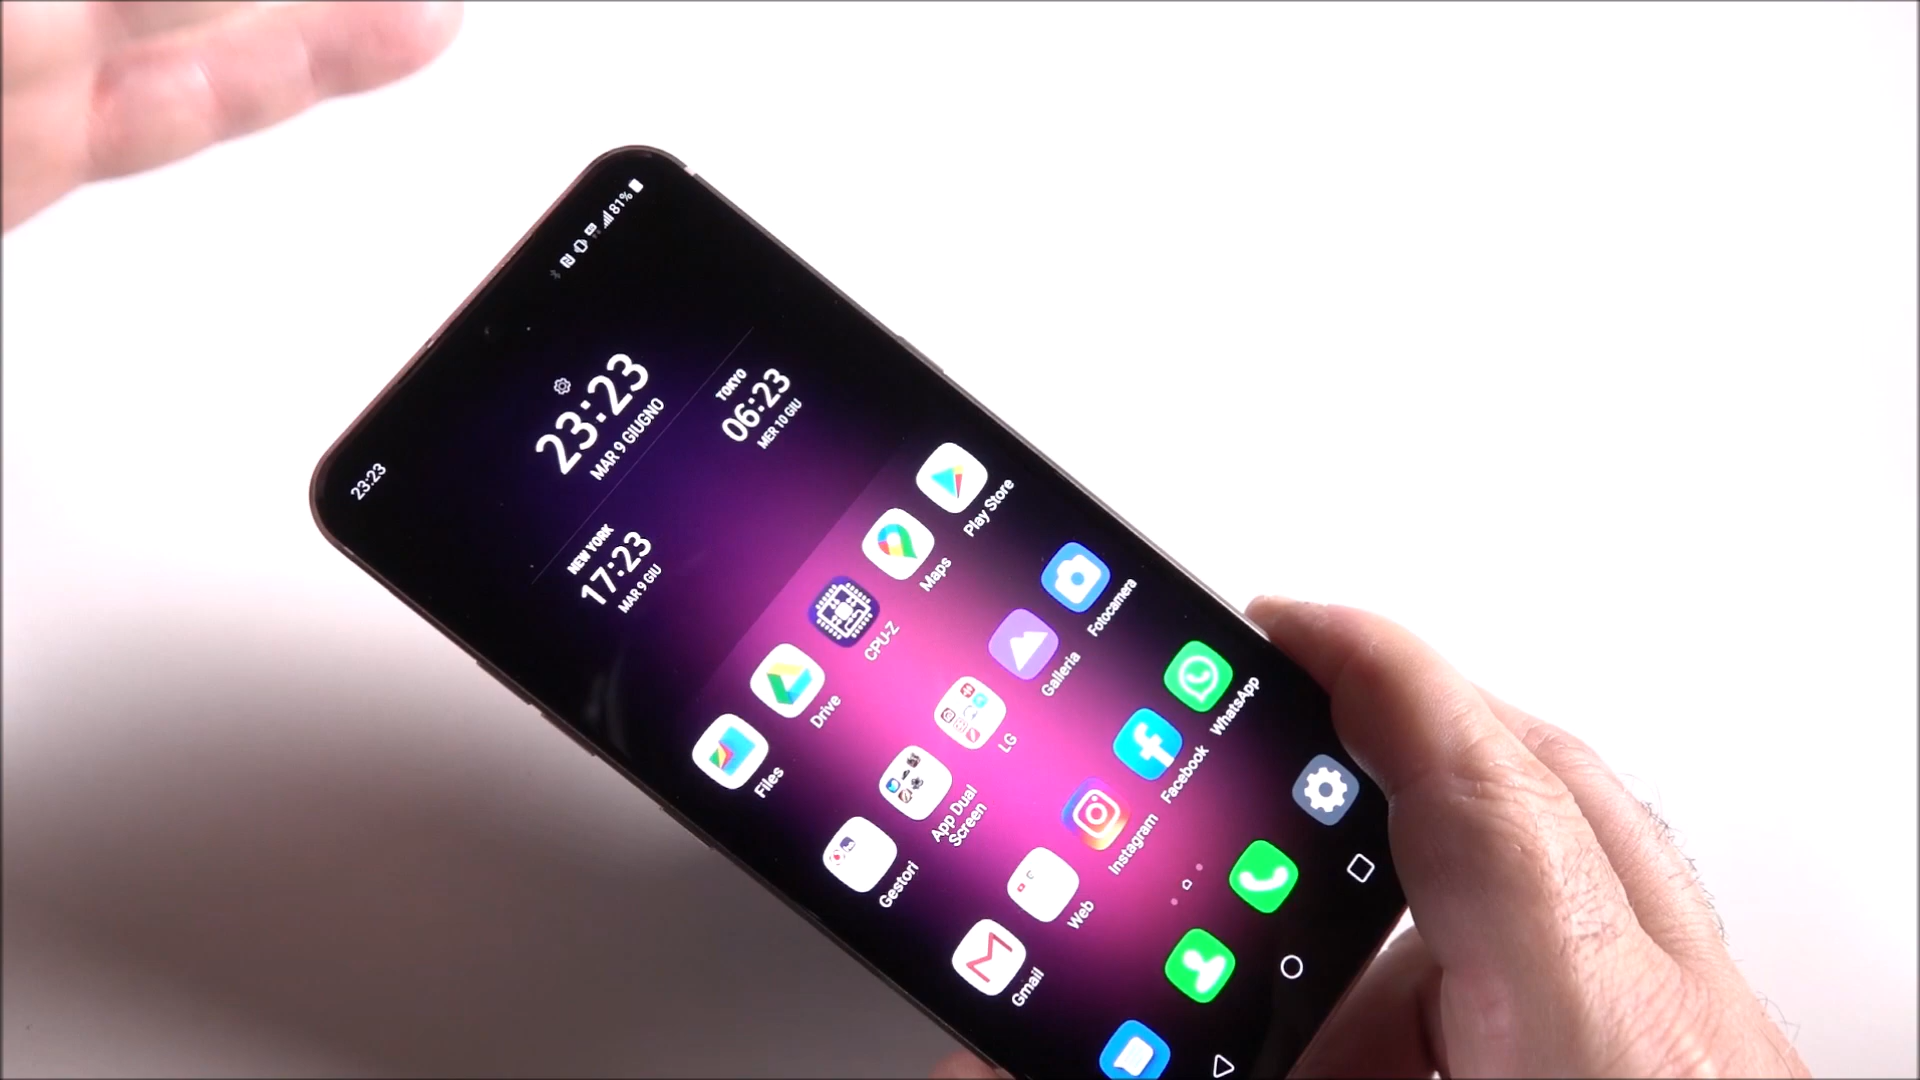 23:23
81%
23:23
MAR 9 GIUGNO
NEW YORK
17:23
MAR 9 GIU
TOKYO
06:23
MER 10 GIU
Files
Drive
CPU-Z
Maps
Play Store
Gestori
App Dual
Screen
LG
Galleria
Fotocamera
Gmail
Web
Instagram
Facebook
WhatsApp